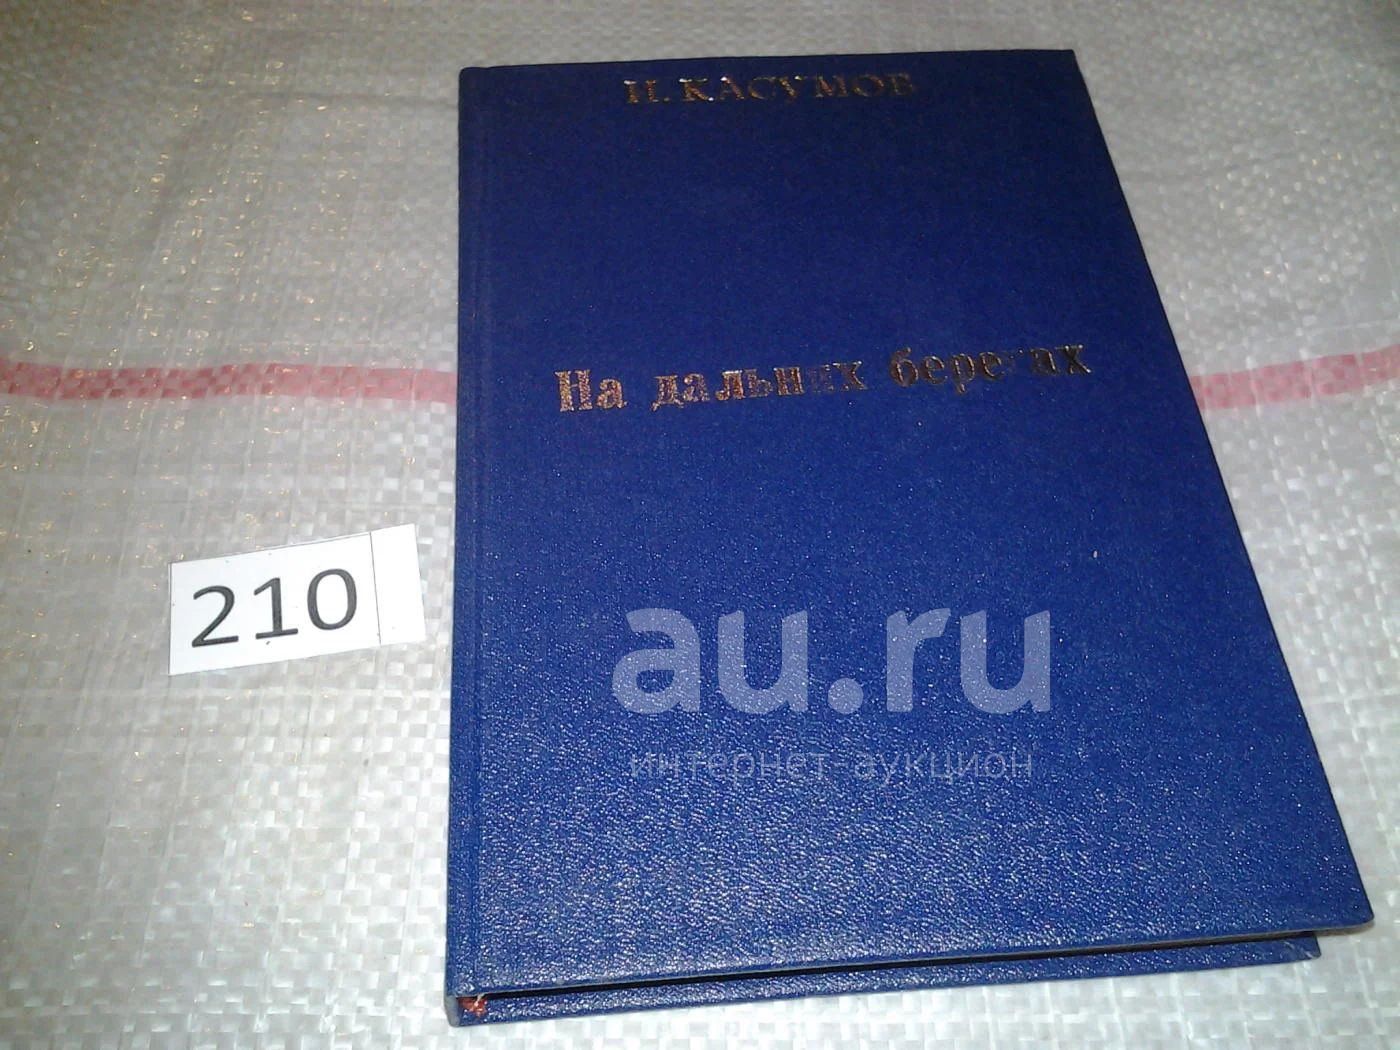 И. КАСУМОВ
На дальних берегах
210
au.ru
интернет-аукцион